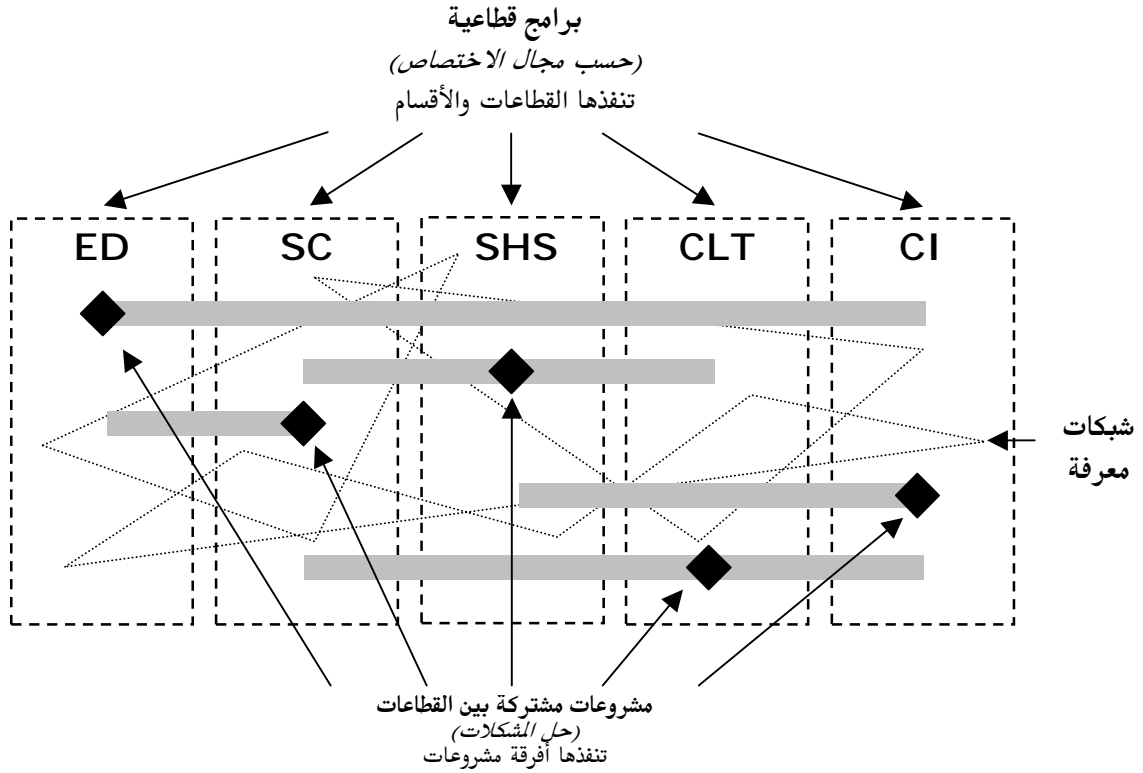 برامج قطاعية
(حسب مجال الاختصاص)
تنفذها القطاعات والأقسام
ED
SC
SHS
CLT
CI
شبكات
معرفة
مشروعات مشتركة بين القطاعات
(حل المشكلات)
تنفذها أفرقة مشروعات